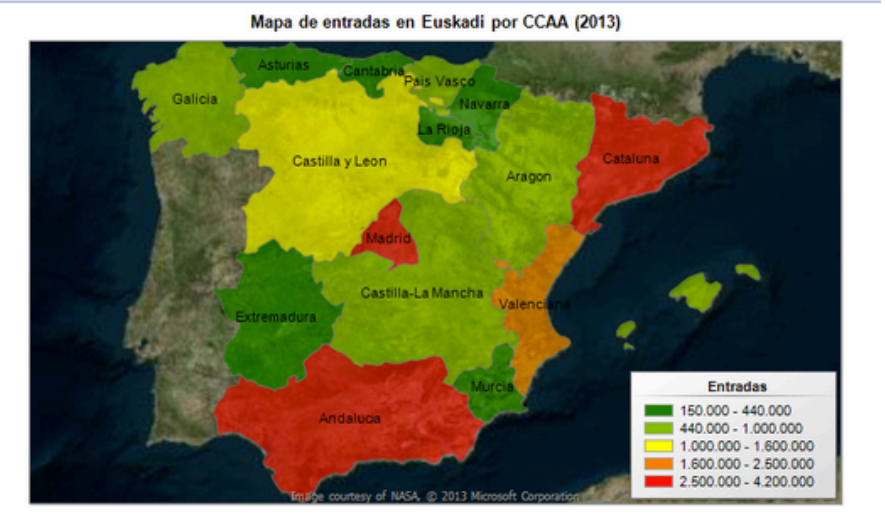 Mapa de entradas en Euskadi por CCAA (2013)
Asturias
Cantabria
Pais Vasco
Galicia
Navarra
La Rioja
Castilla y Leon
Cataluna
Aragon
Madrid
Castilla-La Mancha
Valenciana
Extremadura
Murcia
Andaluca
Entradas
150.000 - 440.000
440.000 - 1.000.000
1.000.000 - 1.600.000
1.600.000 - 2.500.000
2.500.000 - 4.200.000
Image courtesy of NASA, © 2013 Microsoft Corporation